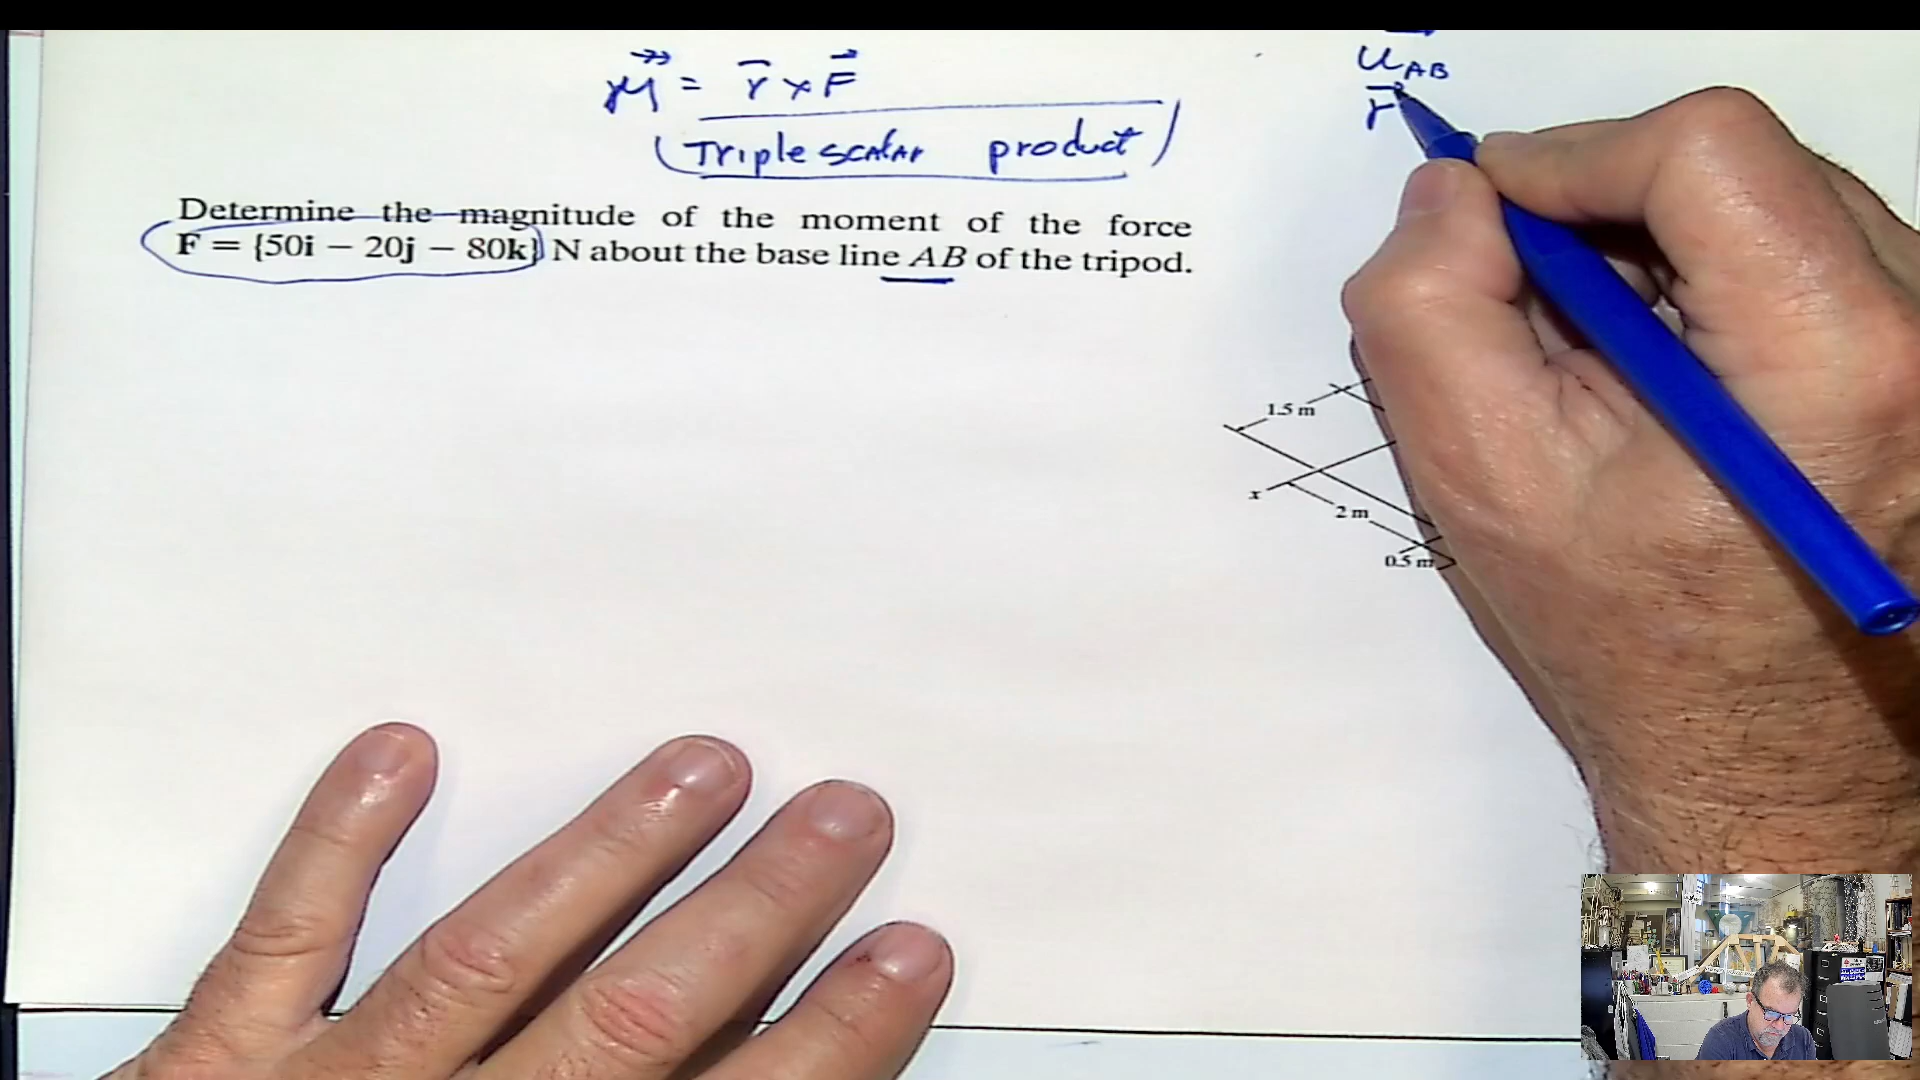 M = r x F
(Triple scalar product)
Determine the magnitude of the moment of the force
F = {50i – 20j – 80k} N about the base line AB of the tripod.
u AB
r
1.5 m
x
2 m
0.5 m